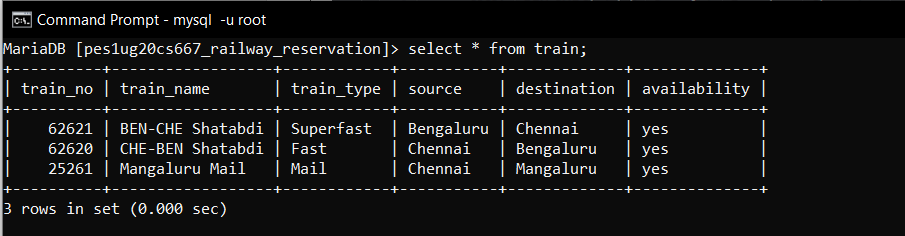 Command Prompt - mysql -u root
MariaDB [pes1ug20cs667_railway_reservation]> select * from train;
+----------+------------------+------------+-----------+-------------+--------------+
| train_no | train_name       | train_type | source    | destination | availability |
+----------+------------------+------------+-----------+-------------+--------------+
|    62621 | BEN-CHE Shatabdi | Superfast  | Bengaluru | Chennai     | yes          |
|    62620 | CHE-BEN Shatabdi | Fast       | Chennai   | Bengaluru   | yes          |
|    25261 | Mangaluru Mail   | Mail       | Chennai   | Mangaluru   | yes          |
+----------+------------------+------------+-----------+-------------+--------------+
3 rows in set (0.000 sec)